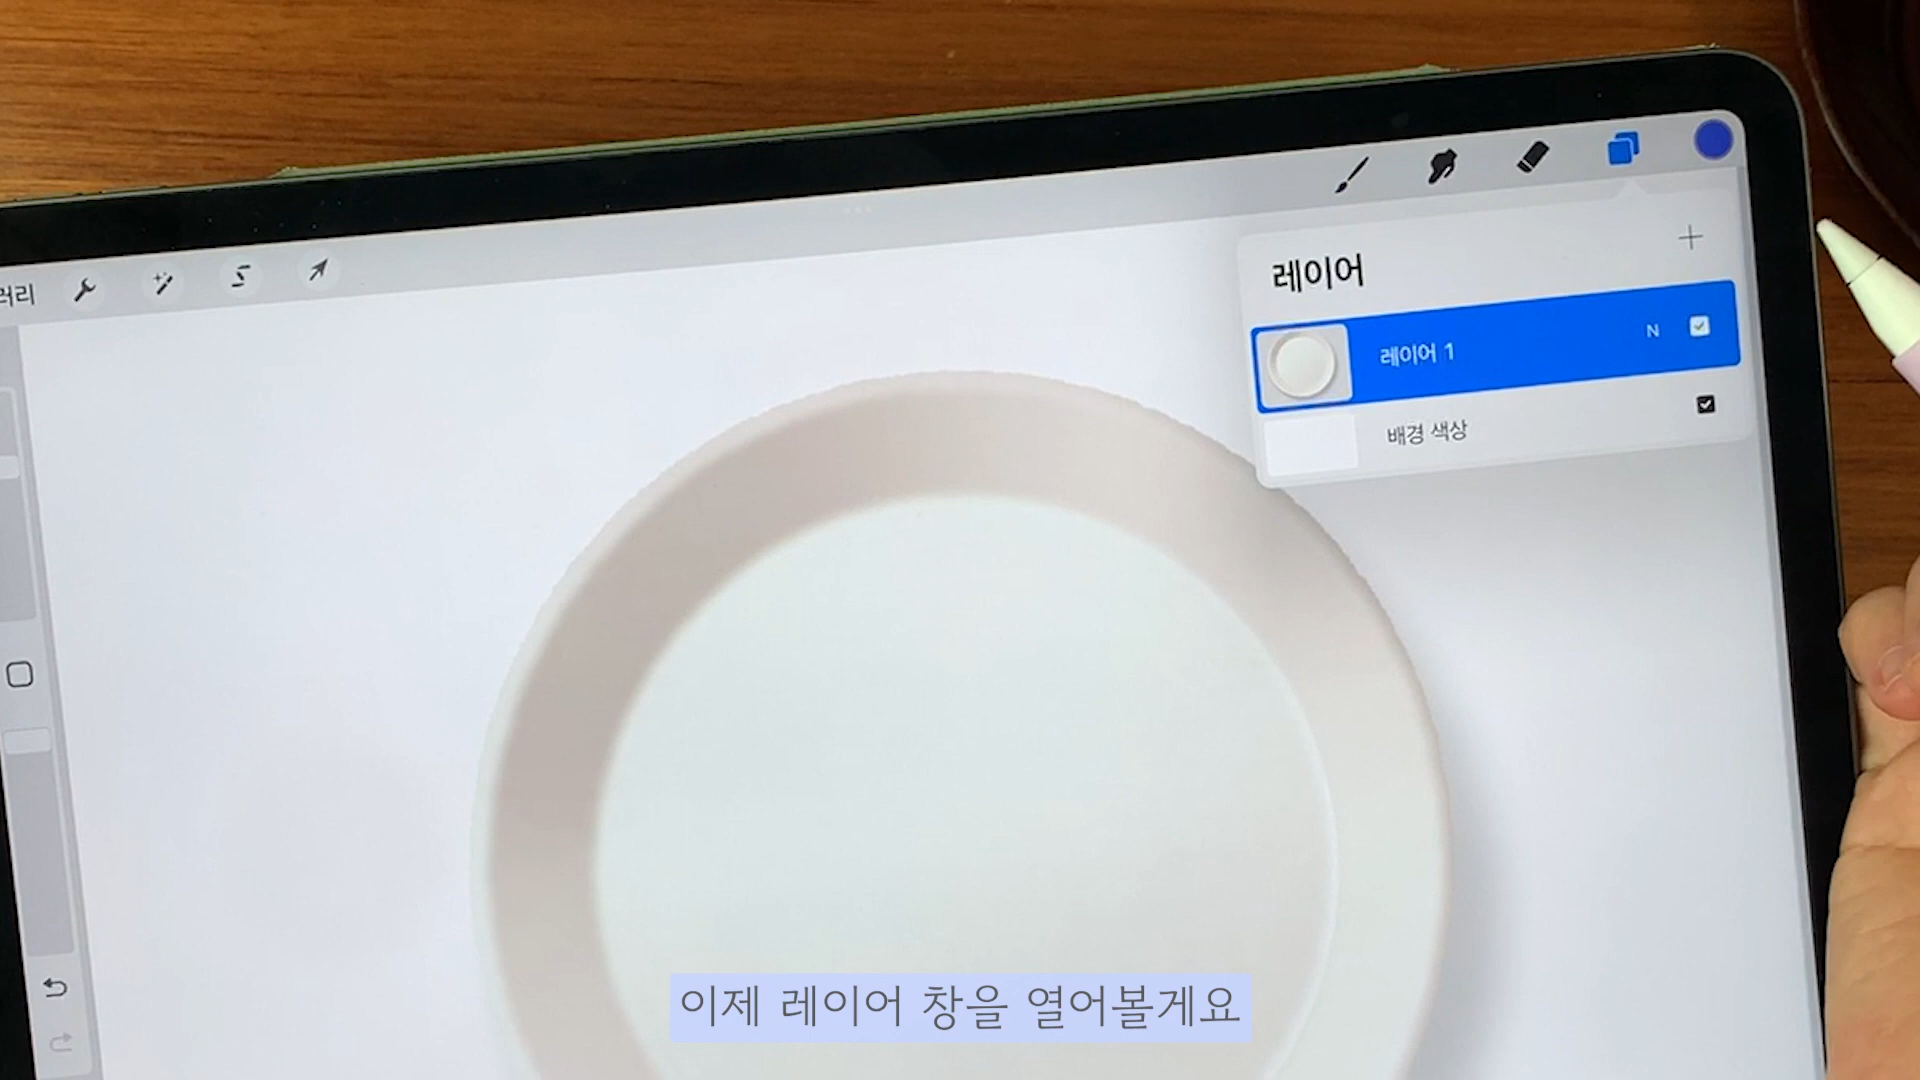 러리
레이어
레이어 1
N
배경 색상
이제 레이어 창을 열어볼게요